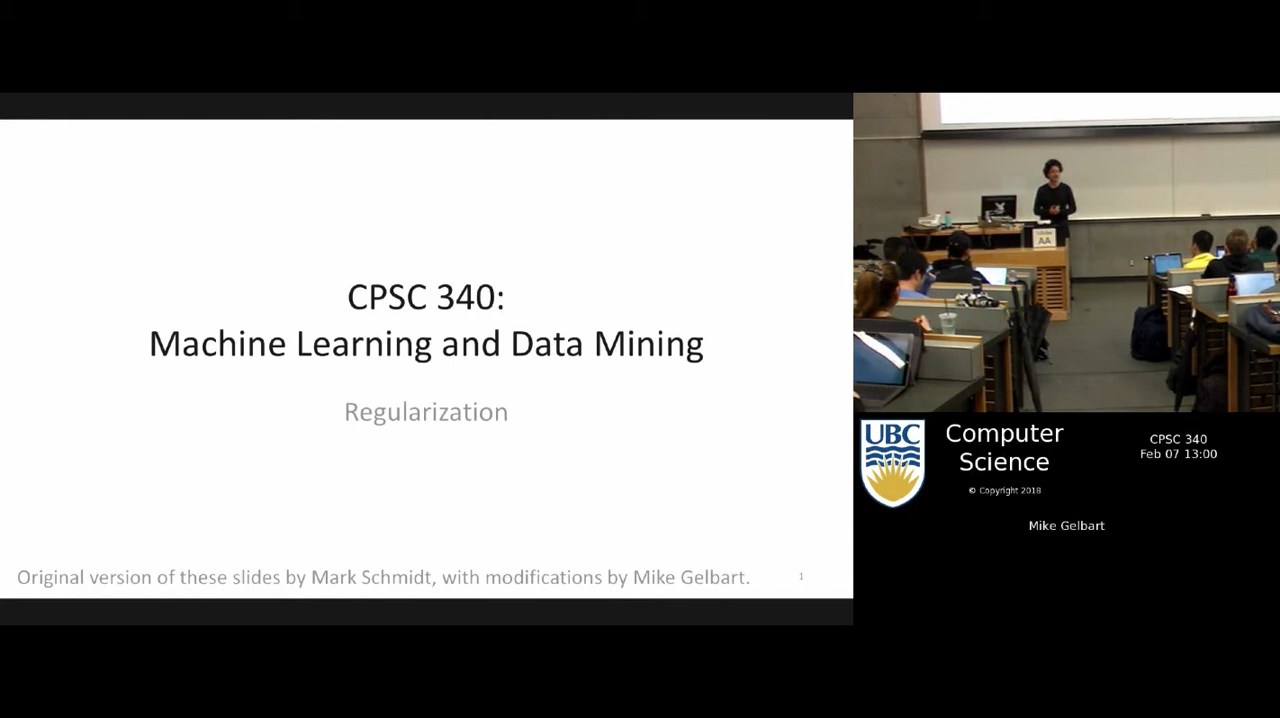 CPSC 340:
Machine Learning and Data Mining
Regularization
Original version of these slides by Mark Schmidt, with modifications by Mike Gelbart.
1
AA
UBC
Computer
Science
© Copyright 2018
CPSC 340
Feb 07 13:00
Mike Gelbart